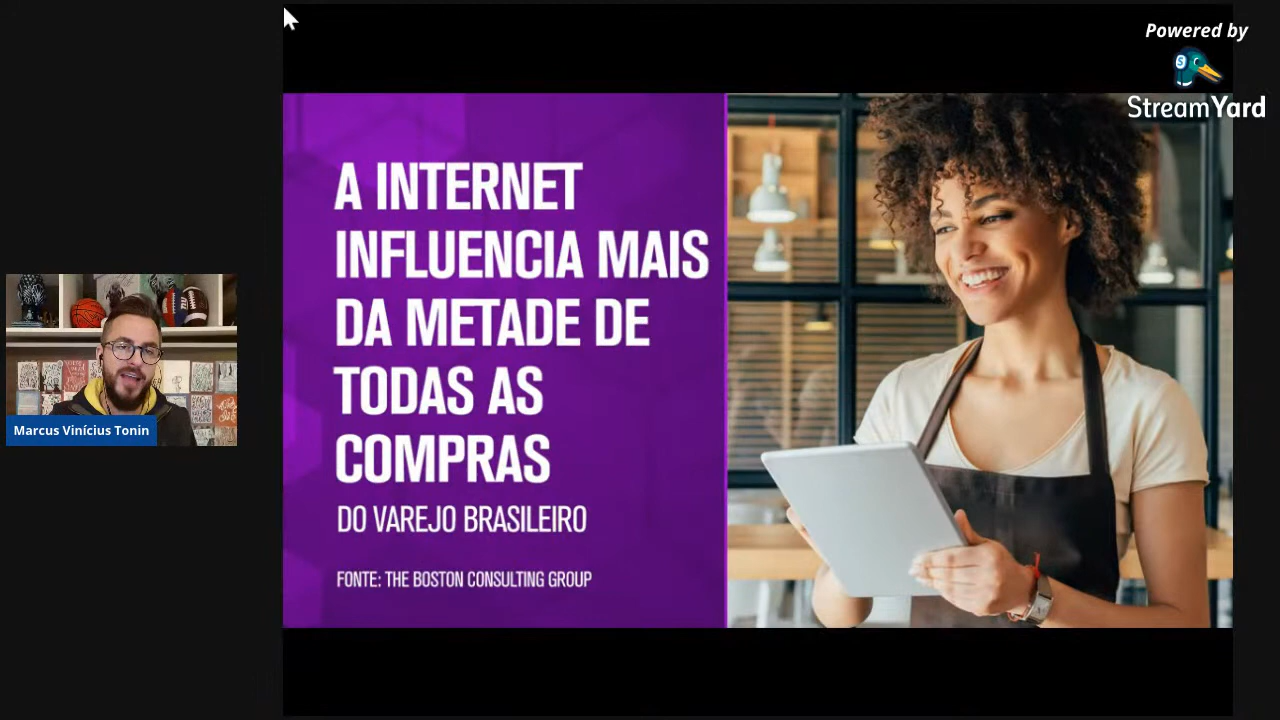 Powered by
StreamYard
A INTERNET
INFLUENCIA MAIS
DA METADE DE
TODAS AS
COMPRAS
DO VAREJO BRASILEIRO
FONTE: THE BOSTON CONSULTING GROUP
Marcus Vinícius Tonin